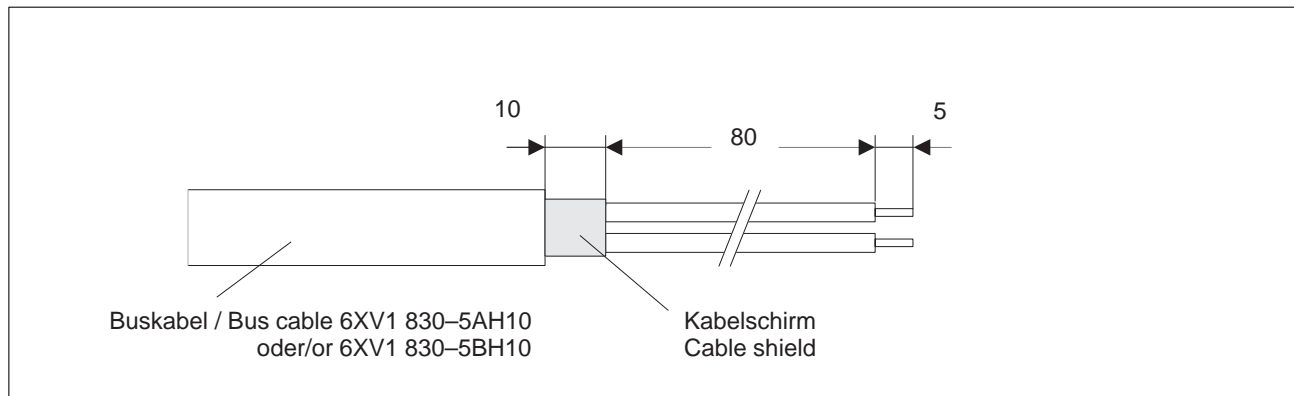 10
80
5
Buskabel / Bus cable 6XV1 830–5AH10
oder/or 6XV1 830–5BH10
Kabelschirm
Cable shield